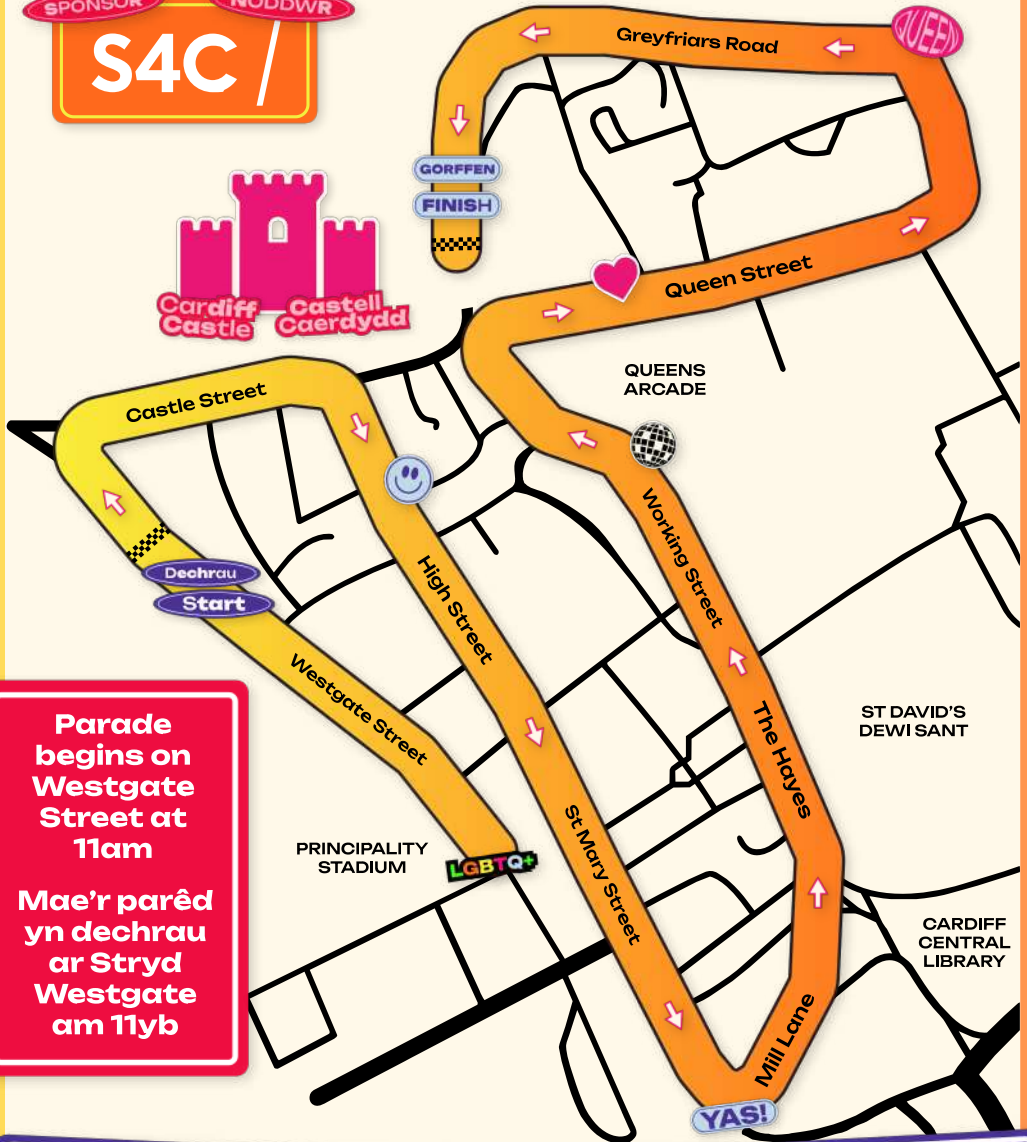 SPONSOR
NODDWR
S4C /
QUEEN
Greyfriars Road
GORFFEN
FINISH
Cardiff
Castle
Castell
Caerdydd
Queen Street
QUEENS
ARCADE
Castle Street
High Street
Working Street
Dechrau
Start
Westgate Street
Parade
begins on
Westgate
Street at
11am
Mae'r parêd
yn dechrau
ar Stryd
Westgate
am 11yb
The Hayes
ST DAVID'S
DEWI SANT
PRINCIPALITY
STADIUM
LGBTQ+
St Mary Street
CARDIFF
CENTRAL
LIBRARY
Mill Lane
YAS!